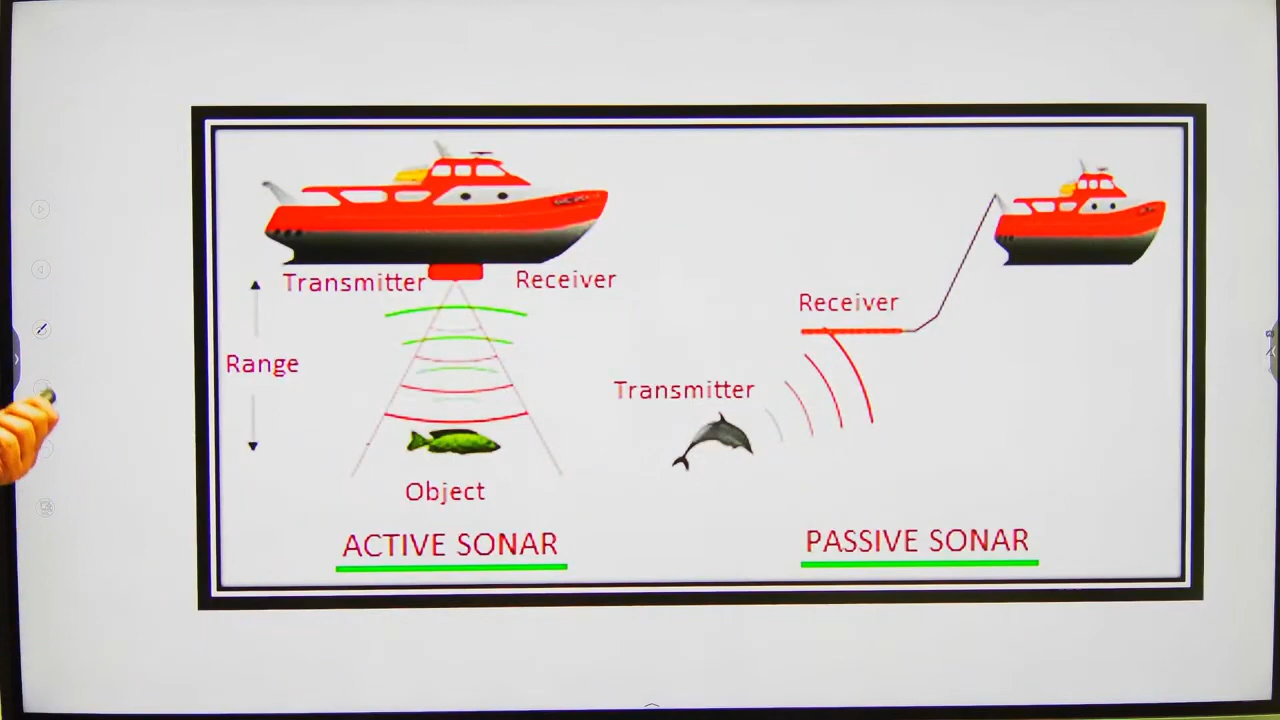 Transmitter
Receiver
Range
Object
ACTIVE SONAR
Receiver
Transmitter
PASSIVE SONAR